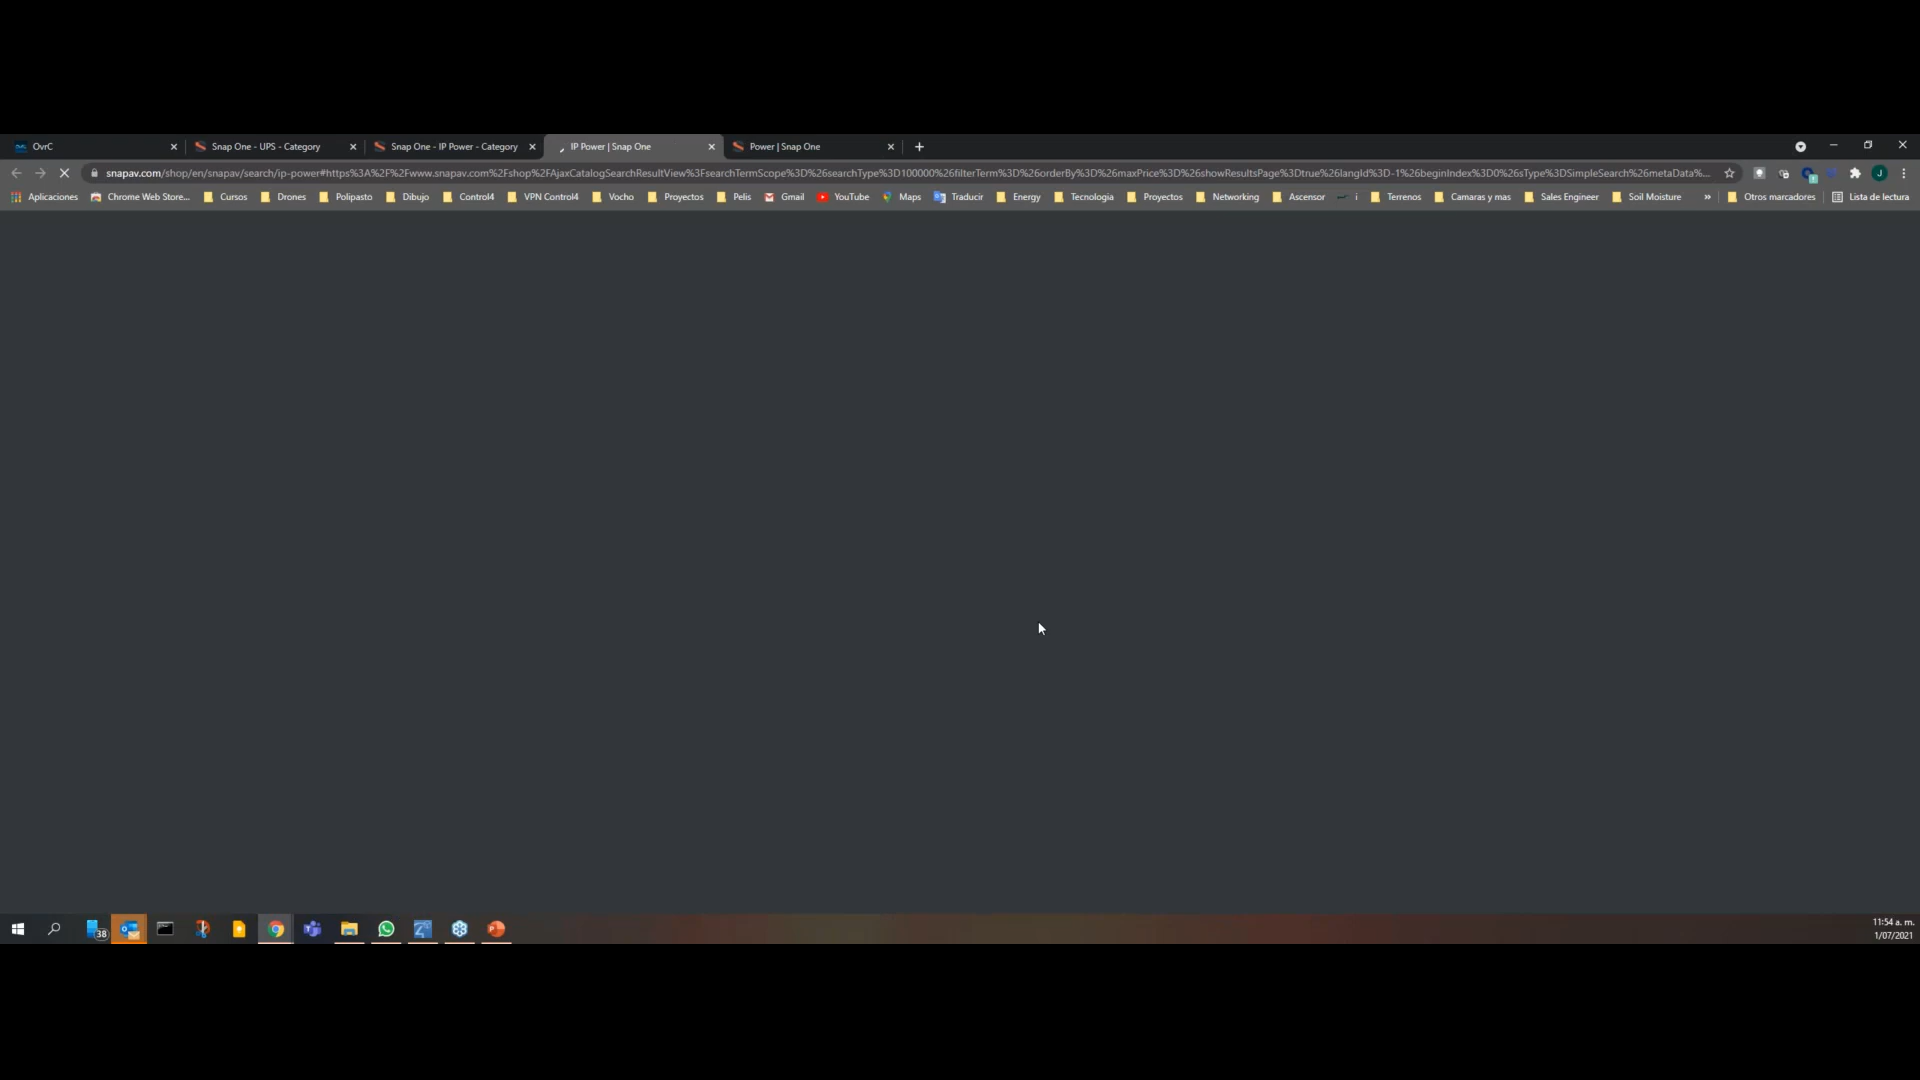 OvrC
Snap One - UPS - Category
Snap One - IP Power - Category
IP Power | Snap One
Power | Snap One
snapav.com/shop/en/snapav/search/ip-power#https%3A%2F%2Fwww.snapav.com%2Fshop%2FAjaxCatalogSearchResultView%3FsearchTermScope%3D%26searchType%3D100000%26filterTerm%3D%26orderBy%3D%26maxPrice%3D%26showResultsPage%3Dtrue%26langId%3D-1%26beginIndex%3D0%26sType%3DSimpleSearch%26metaData%...
J
Aplicaciones
Chrome Web Store...
Cursos
Drones
Polipasto
Dibujo
Control4
VPN Control4
Vocho
Proyectos
Pelis
Gmail
YouTube
Maps
Traducir
Energy
Tecnologia
Proyectos
Networking
Ascensor
i
Terrenos
Camaras y mas
Sales Engineer
Soil Moisture
»
Otros marcadores
Lista de lectura
38
11:54 a. m.
1/07/2021